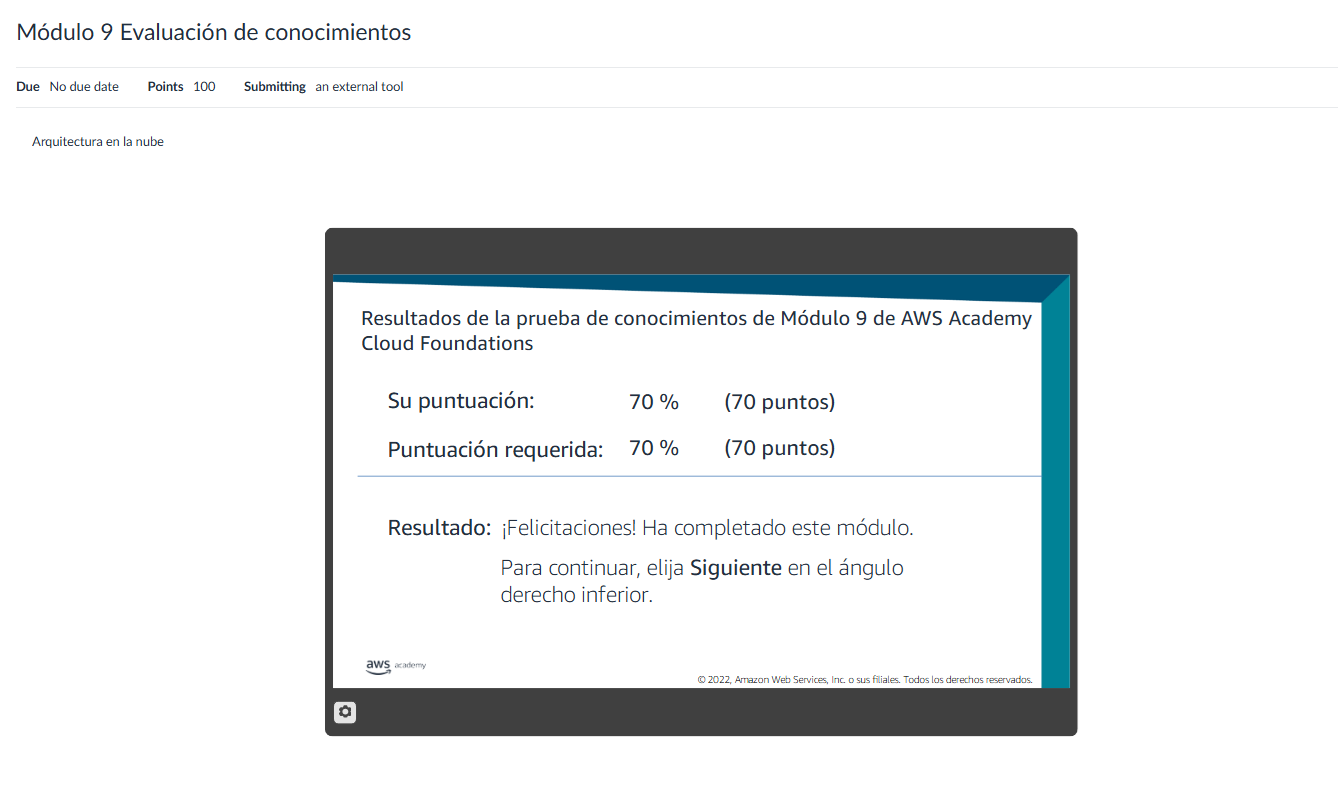 Módulo 9 Evaluación de conocimientos
Due No due date Points 100 Submitting an external tool
Arquitectura en la nube
Resultados de la prueba de conocimientos de Módulo 9 de AWS Academy
Cloud Foundations
Su puntuación: 70 % (70 puntos)
Puntuación requerida: 70 % (70 puntos)
Resultado: ¡Felicitaciones! Ha completado este módulo.
Para continuar, elija Siguiente en el ángulo
derecho inferior.
aws academy
© 2022, Amazon Web Services, Inc. o sus filiales. Todos los derechos reservados.